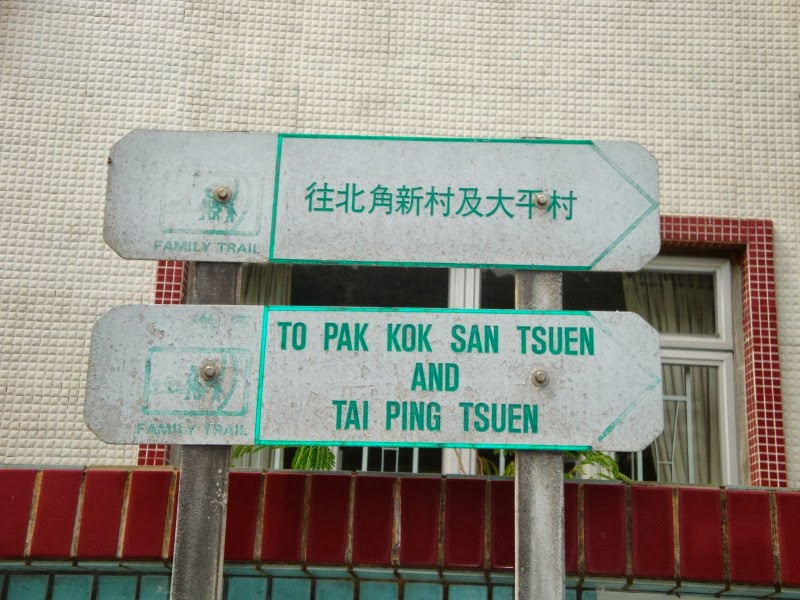 往北角新村及大平村
FAMILY TRAIL
TO PAK KOK SAN TSUEN
AND
TAI PING TSUEN
FAMILY TRAIL